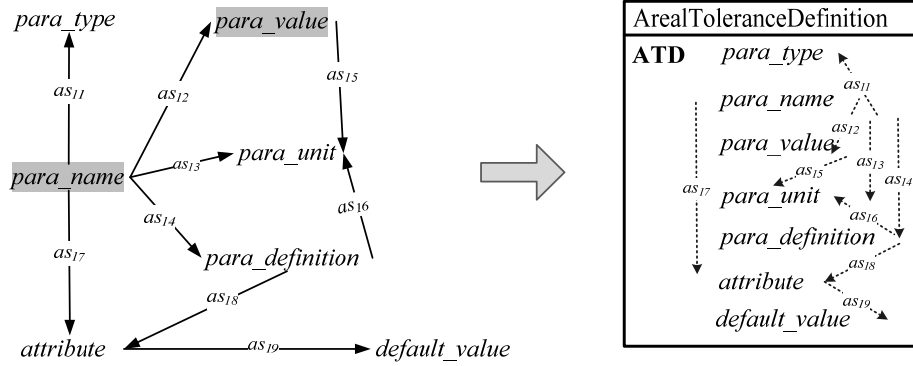 para_type
para_value
as11
as12
as15
para_name
as13
para_unit
as14
as16
as17
para_definition
as18
attribute
as19
default_value
ArealToleranceDefinition
ATD
para_type
as11
para_name
as12
para_value
as13
as14
as15
as17
para_unit
as16
para_definition
as18
attribute
as19
default_value